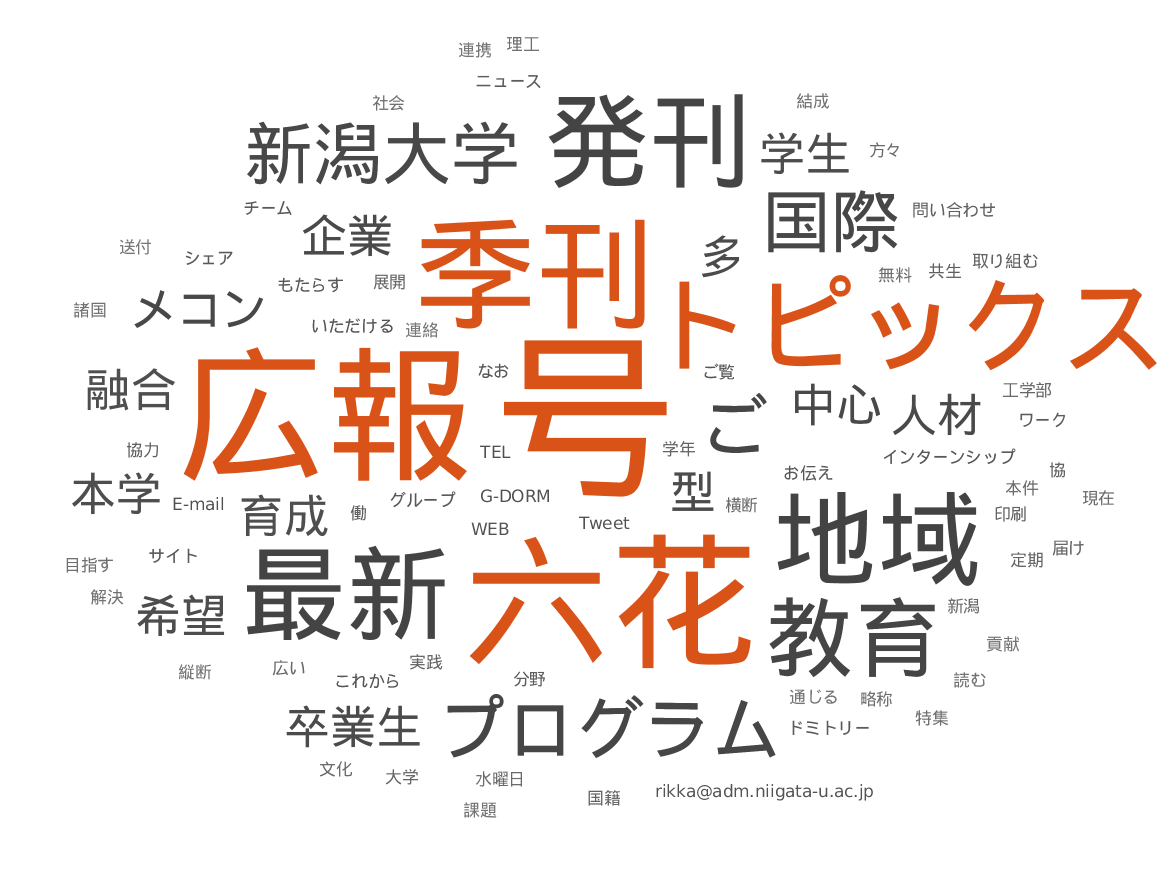 連携 理工
ニュース
社会 結成
新潟大学 発刊 学生 方々
チーム 企業 季刊 多 国際 問い合わせ
送付 シェア もたらす 展開 無料 共生 取り組む
諸国 メコン いただける 連絡 トピックス
融合 広報 号 なお ご覧 ご 中心 人材 工学部 ワーク
協力 TEL 学年 インターンシップ
本学 E-mail 育成 働 グループ G-DORM 型 横断 お伝え 協 本件 現在
WEB Tweet 地域 印刷
目指す サイト 最新 六花 定期 届け
解決 希望 教育 新潟
縦断 広い これから 実践 分野 貢献 読む
卒業生 プログラム 通じる 略称 ドミトリー 特集
文化 大学 水曜日
課題 国籍 rikka@adm.niigata-u.ac.jp